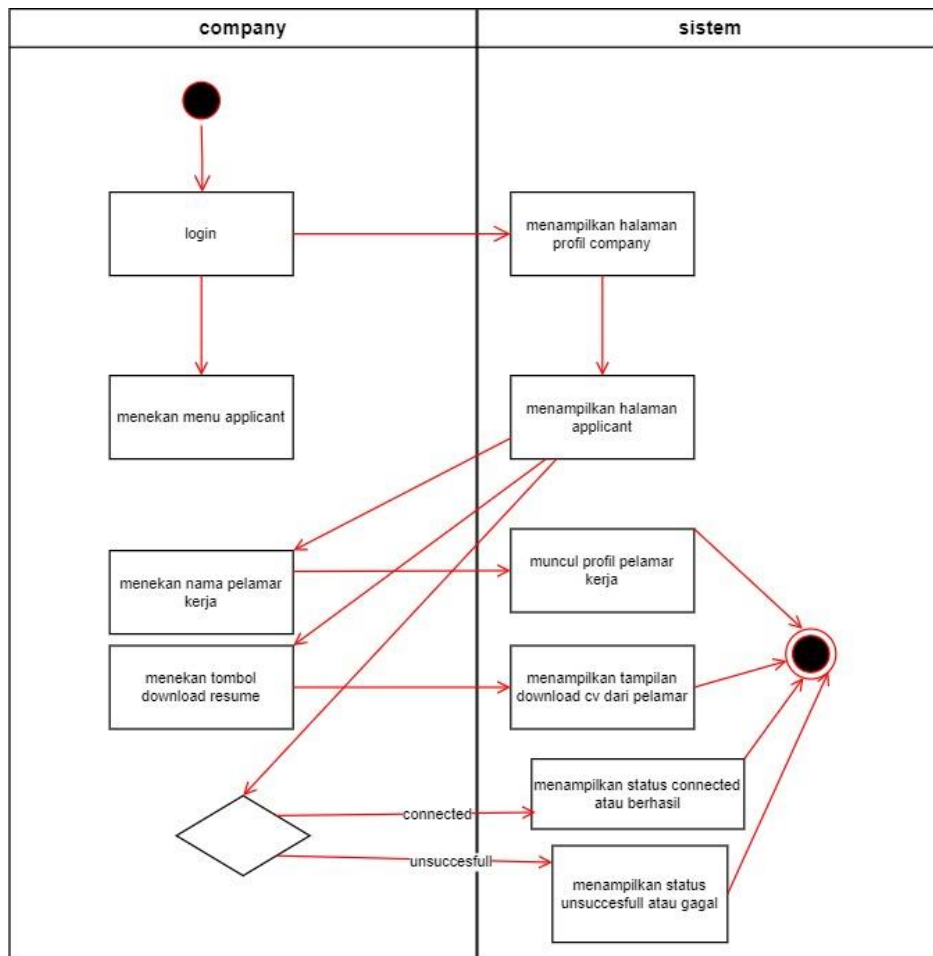 company
sistem
login
menampilkan halaman
profil company
menekan menu applicant
menampilkan halaman
applicant
menekan nama pelamar
kerja
muncul profil pelamar
kerja
menekan tombol
download resume
menampilkan tampilan
download cv dari pelamar
connected
menampilkan status connected
atau berhasil
unsuccesfull
menampilkan status
unsuccesfull atau gagal